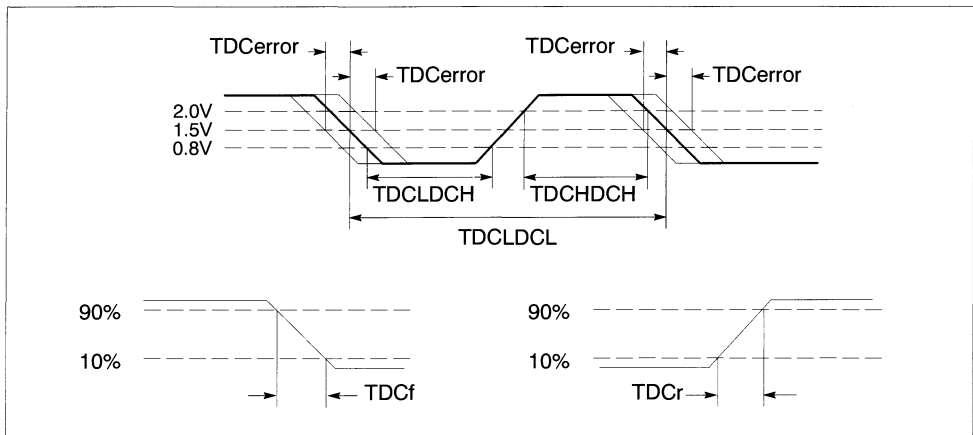 TDCerror
TDCerror
TDCerror
TDCerror
2.0V
1.5V
0.8V
TDCLDCH
TDCHDCH
TDCLDCL
90%
10%
TDCf
90%
10%
TDCr